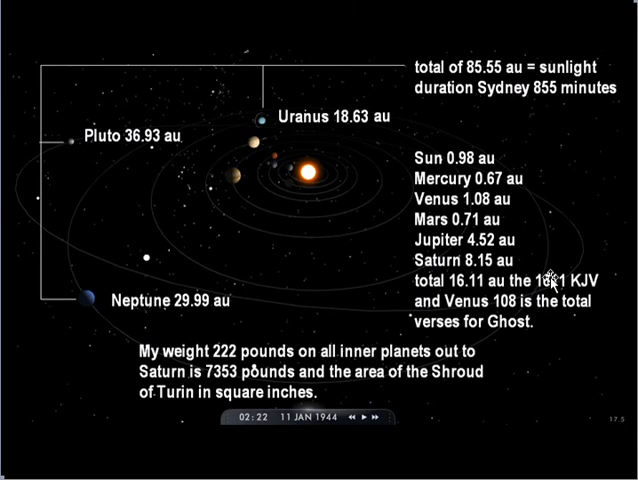 total of 85.55 au = sunlight
duration Sydney 855 minutes
Uranus 18.63 au
Pluto 36.93 au
Sun 0.98 au
Mercury 0.67 au
Venus 1.08 au
Mars 0.71 au
Jupiter 4.52 au
Saturn 8.15 au
total 16.11 au the KJV
and Venus 108 is the total
verses for Ghost.
Neptune 29.99 au
My weight 222 pounds on all inner planets out to
Saturn is 7353 pounds and the area of the Shroud
of Turin in square inches.
02:22 11 JAN 1944
17.5